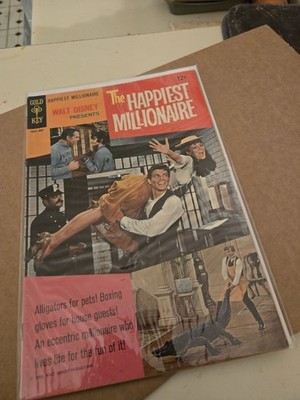 GOLD
KEY
HAPPIEST MILLIONAIRE
WALT DISNEY
PRESENTS
12¢
The HAPPIEST
MILLIONAIRE
Alligators for pets! Boxing
gloves for house guests!
An eccentric millionaire who
lives life for the fun of it!